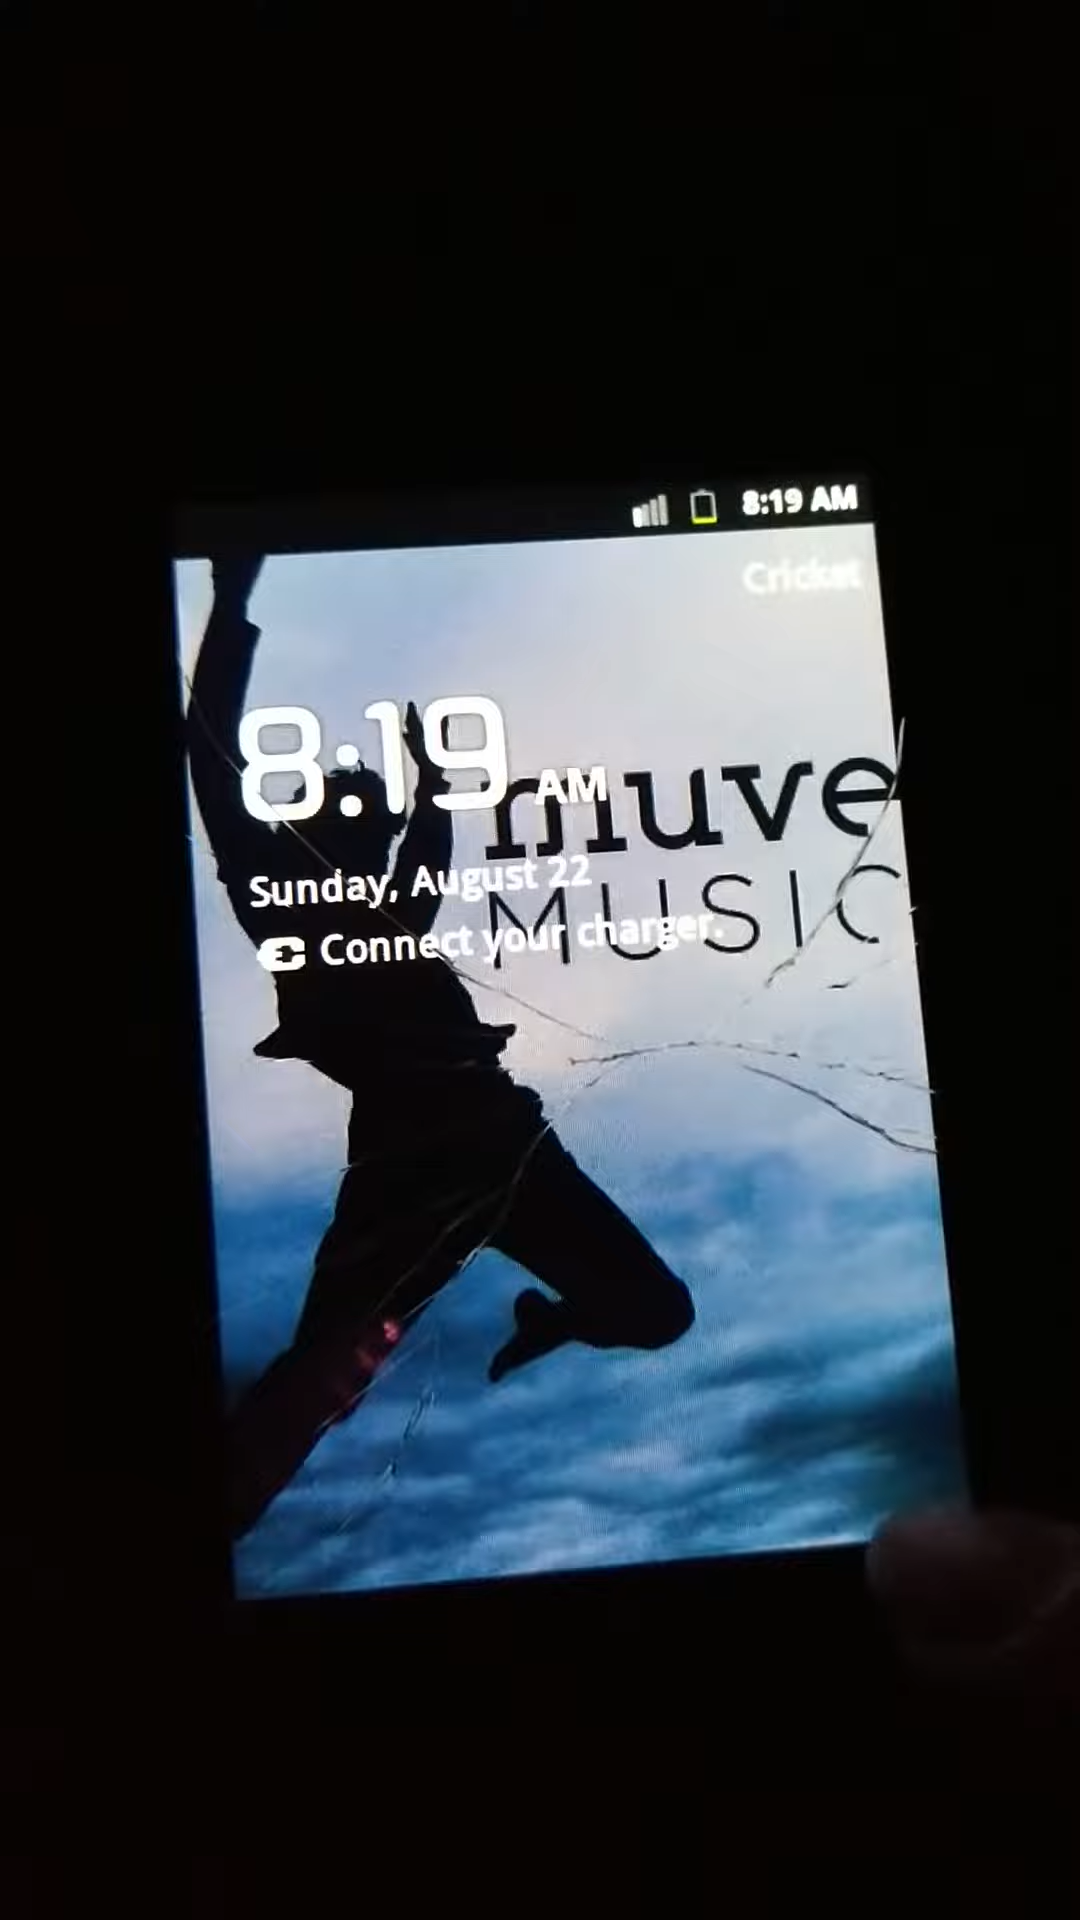 8:19 AM
Cricket
8:19 AM
muve
MUSIC
Sunday, August 22
Connect your charger.